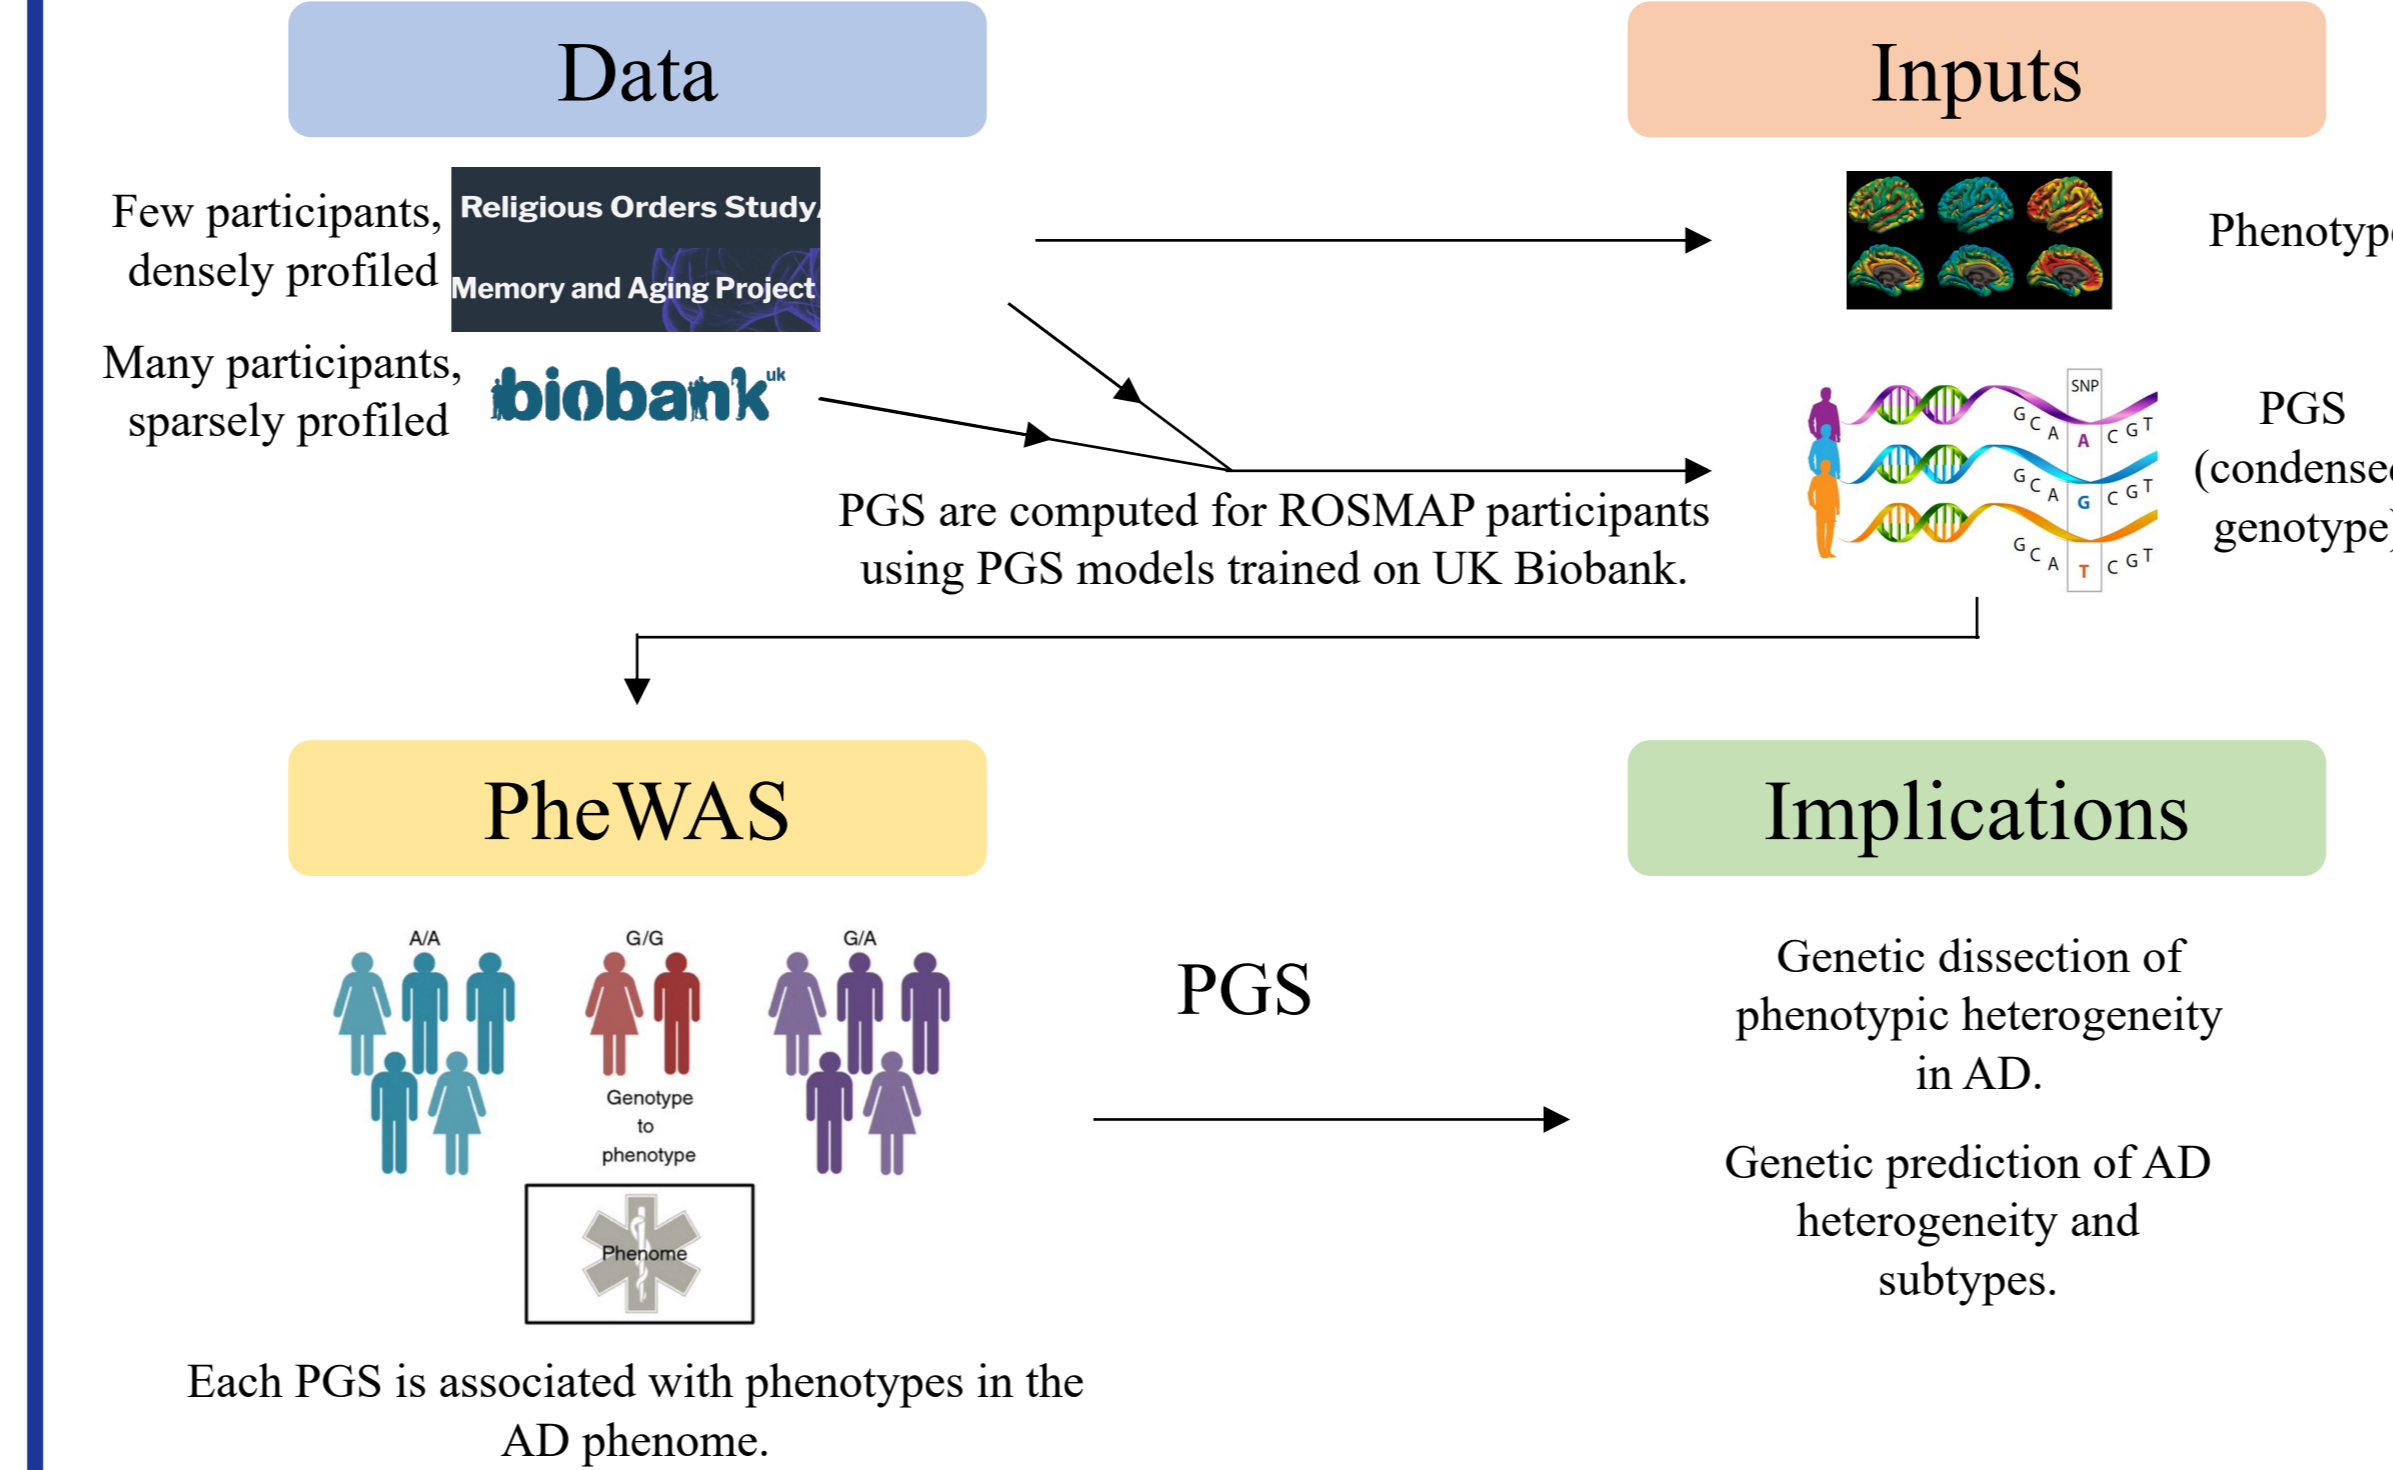 Data
Inputs
Few participants,
densely profiled
Religious Orders Study
Memory and Aging Project
Many participants,
sparsely profiled
biobank uk
PGS are computed for ROSMAP participants
using PGS models trained on UK Biobank.
SNP
G C A A C G T
G C A G C G T
G C A T C G T
PGS
PheWAS
Implications
A/A
G/G
G/A
Genotype
to
phenotype
Phenome
Each PGS is associated with phenotypes in the
AD phenome.
PGS
Genetic dissection of
phenotypic heterogeneity
in AD.
Genetic prediction of AD
heterogeneity and
subtypes.